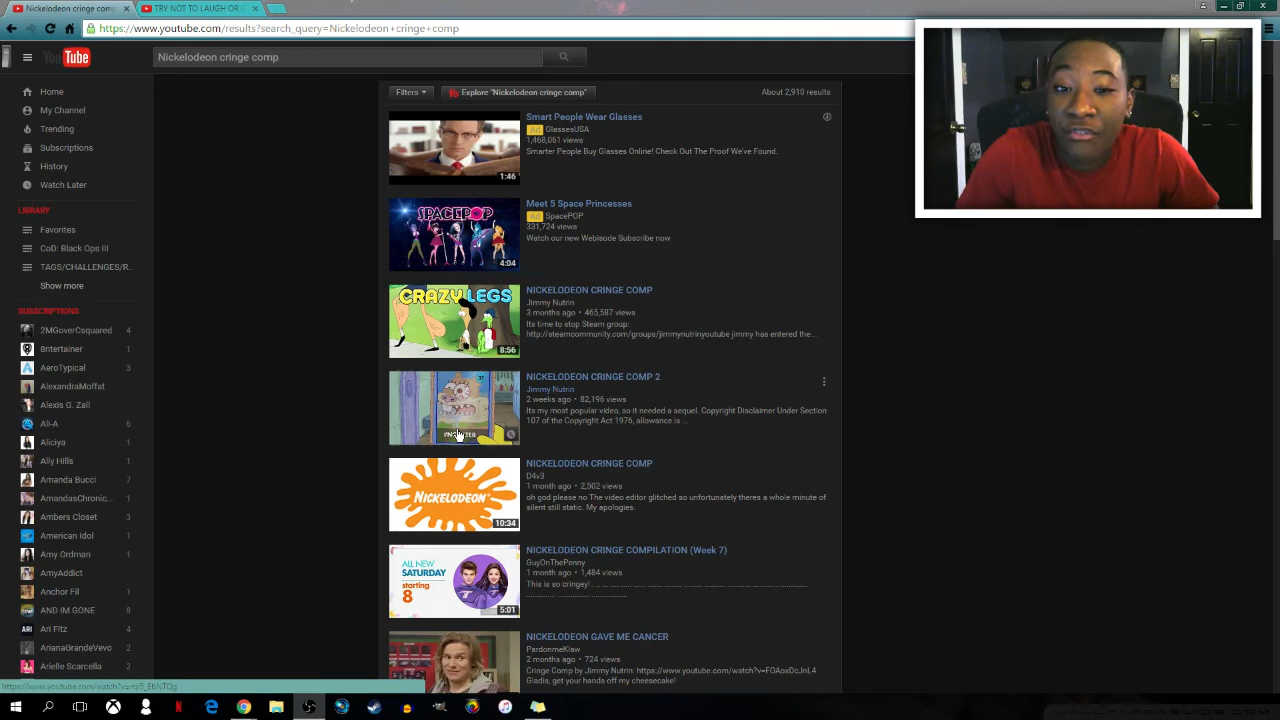 Nickelodeon cringe comp
TRY NOT TO LAUGH OR
https://www.youtube.com/results?search_query=Nickelodeon+cringe+comp
YouTube
Nickelodeon cringe comp
Home
My Channel
Trending
Subscriptions
History
Watch Later
LIBRARY
Favorites
CoD: Black Ops III
TAGS/CHALLENGES/R...
Show more
SUBSCRIPTIONS
2MGoverCsquared 4
8ntertainer 1
AeroTypical 3
AlexandraMoffat
Alexis G. Zall
Ali-A 6
Aliciya 1
Ally Hills 1
Amanda Bucci 7
AmandasChronic... 1
Ambers Closet 3
American Idol 1
Amy Ordman 1
AmyAddict
Anchor Fil 1
AND IM GONE 8
Ari Fitz 4
ArianaGrandeVevo 2
Arielle Scarcella 2
Filters
Explore "Nickelodeon cringe comp"
About 2,910 results
1:46
Smart People Wear Glasses
Ad GlassesUSA
1,468,061 views
Smarter People Buy Glasses Online! Check Out The Proof We've Found.
SPACEPOP
4:04
Meet 5 Space Princesses
Ad SpacePOP
331,724 views
Watch our new Webisode Subscribe now
CRAZY LEGS
8:56
NICKELODEON CRINGE COMP
Jimmy Nutrin
3 months ago • 465,587 views
Its time to stop Steam group:
http://steamcommunity.com/groups/jimmynutrinyoutube jimmy has entered the...
NICKELODEON CRINGE COMP 2
Jimmy Nutrin
2 weeks ago • 82,196 views
Its my most popular video, so it needed a sequel. Copyright Disclaimer Under Section
107 of the Copyright Act 1976, allowance is ...
NICKELODEON
10:34
NICKELODEON CRINGE COMP
D4v3
1 month ago • 2,502 views
oh god please no The video editor glitched so unfortunately theres a whole minute of
silent still static. My apologies.
ALL NEW
SATURDAY
starting
8
5:01
NICKELODEON CRINGE COMPILATION (Week 7)
GuyOnThePenny
1 month ago • 1,484 views
This is so cringey!
NICKELODEON GAVE ME CANCER
PardonmeKlaw
2 months ago • 724 views
Cringe Comp by Jimmy Nutrin: https://www.youtube.com/watch?v=FOAoxDcJnL4
Gladia, get your hands off my cheesecake!